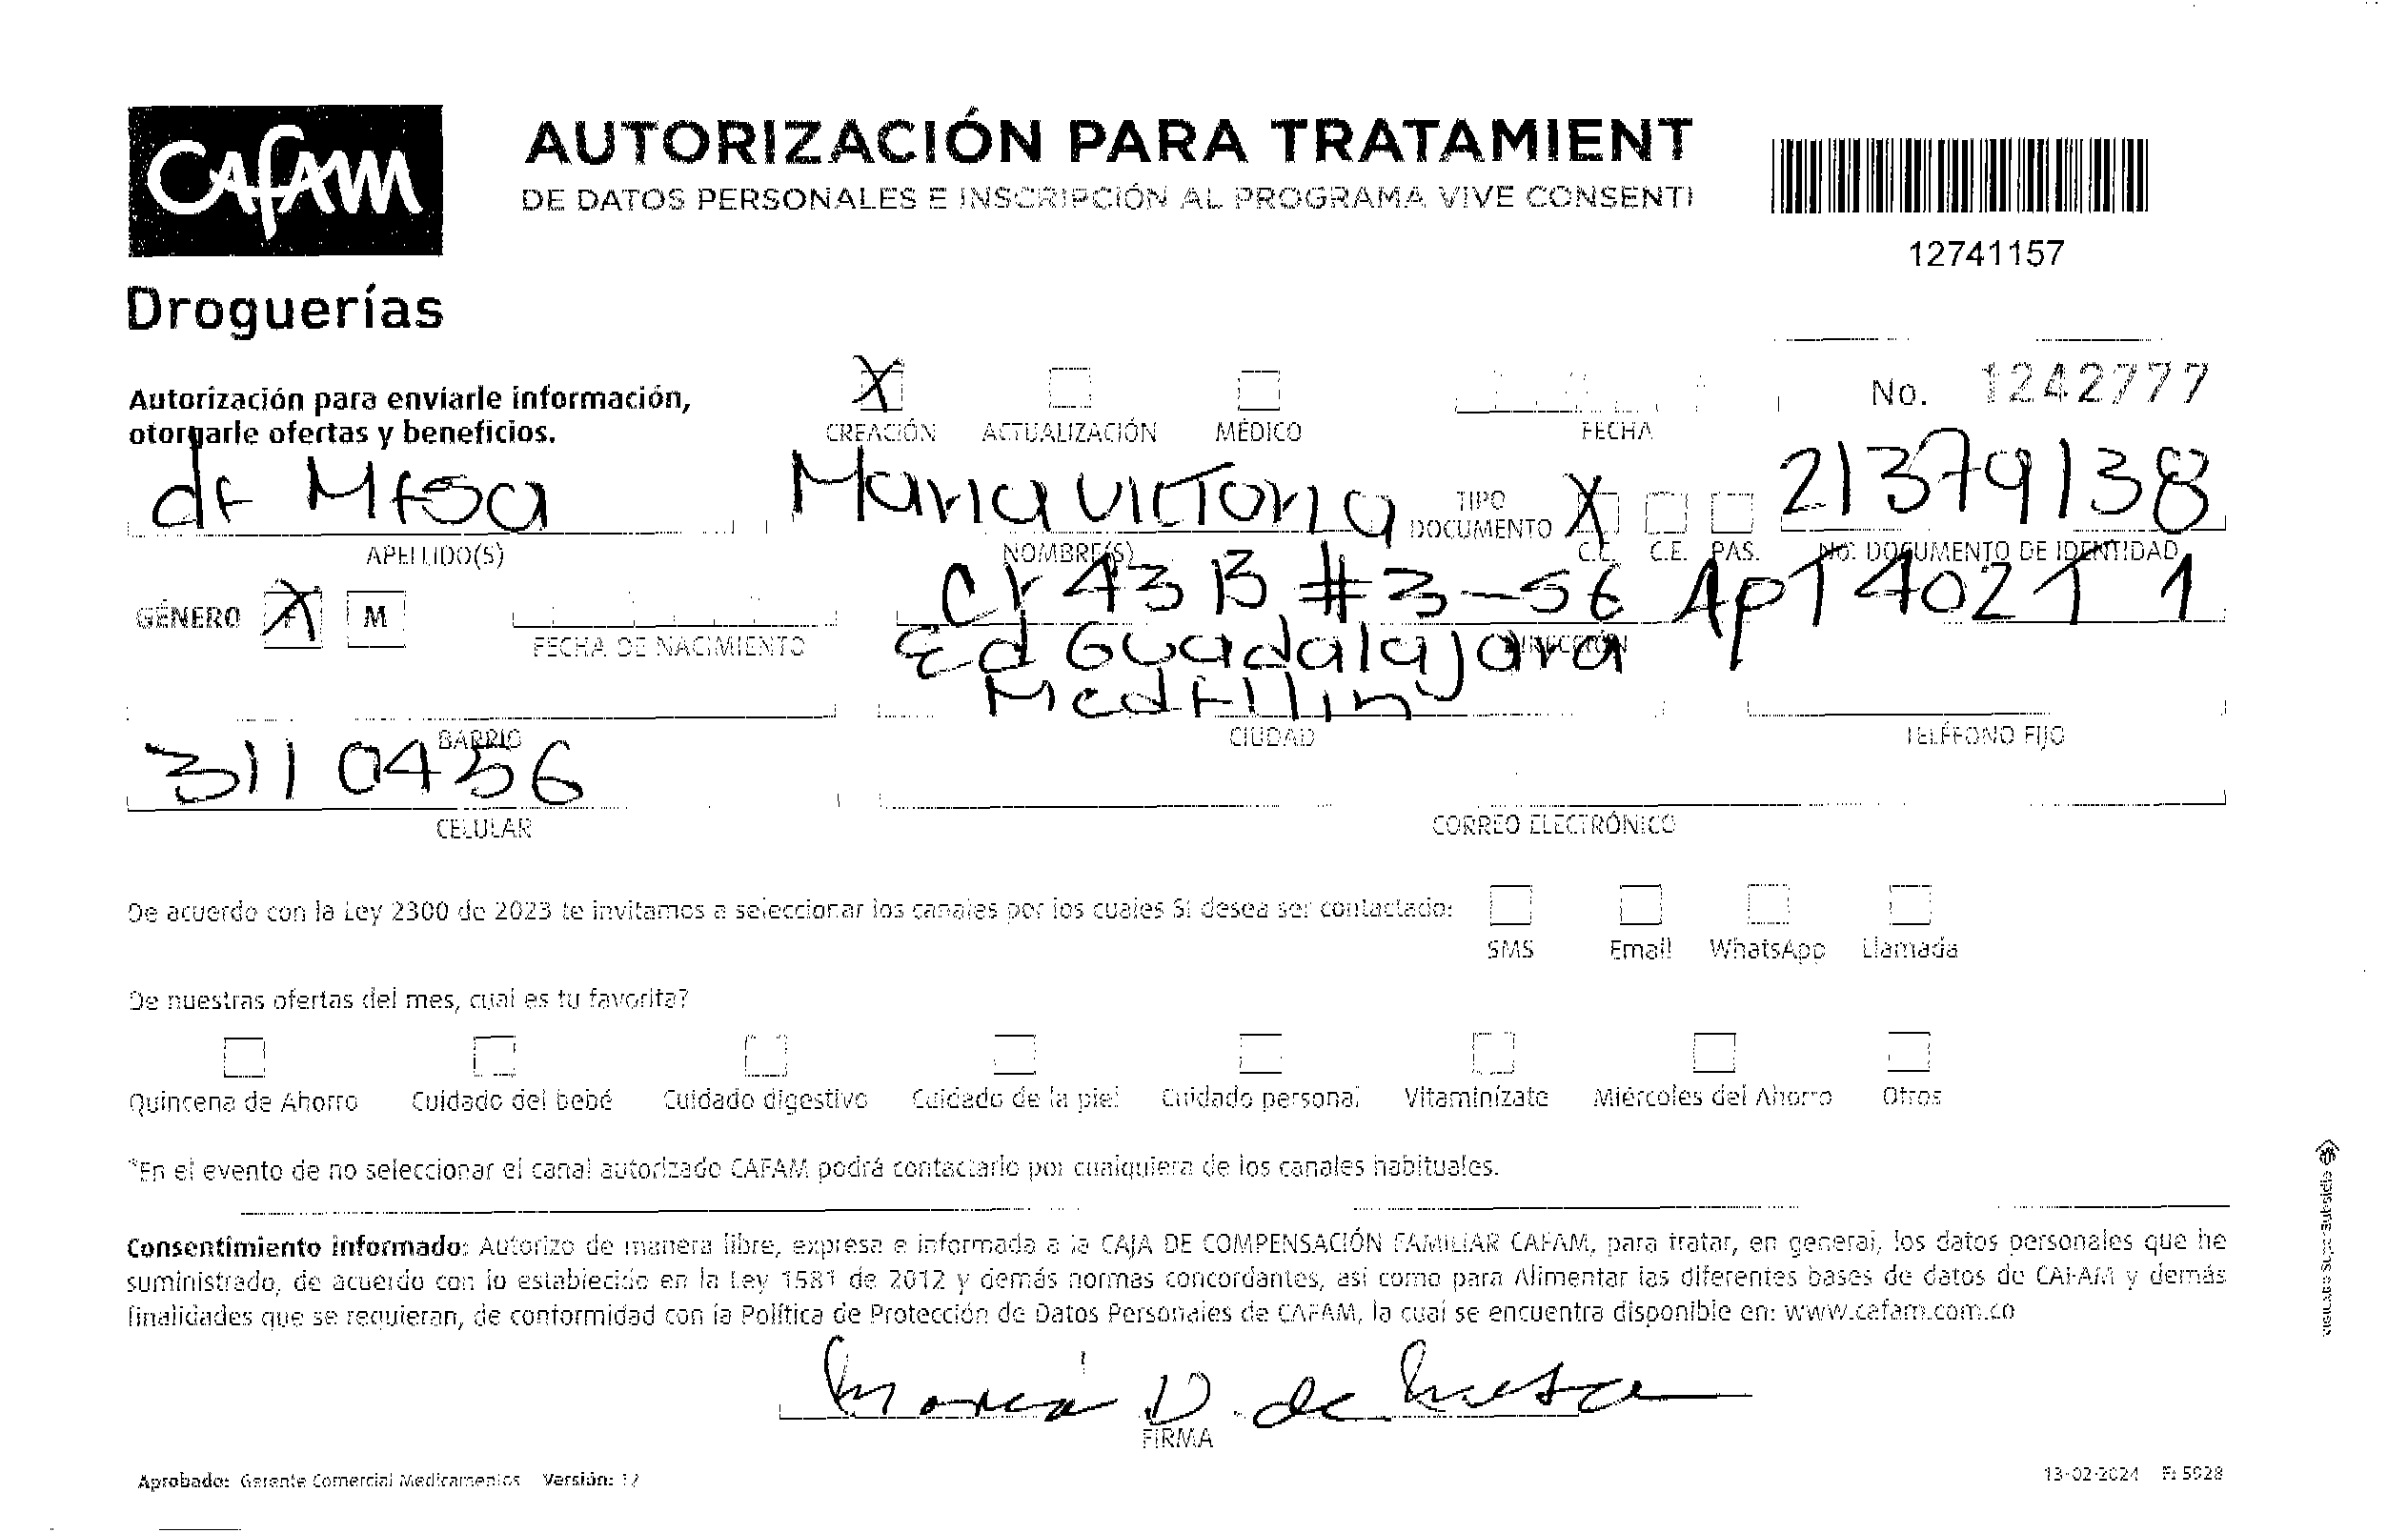 CAFAM
Droguerías
AUTORIZACIÓN PARA TRATAMIENT
DE DATOS PERSONALES E INSCRIPCIÓN AL PROGRAMA VIVE CONSENTI
12741157
Autorización para enviarle información,
otorgarle ofertas y beneficios.
CREACIÓN X ACTUALIZACIÓN MÉDICO FECHA No. 1242777
de Mesa Maria Victoria TIPO DOCUMENTO X 21379138
APELLIDO(S) NOMBRE(S) C.C. C.E. PAS. NO. DOCUMENTO DE IDENTIDAD
GÉNERO F X M Cr 43 B # 3-56 Apt 402 T 1
FECHA DE NACIMIENTO DIRECCIÓN
Ed Guadalajara
Medellin
BARRIO CIUDAD TELÉFONO FIJO
3110456
CELULAR CORREO ELECTRÓNICO
De acuerdo con la Ley 2300 de 2023 te invitamos a seleccionar los canales por los cuales Sí desea ser contactado:
SMS Email WhatsApp Llamada
De nuestras ofertas del mes, cual es tu favorita?
Quincena de Ahorro Cuidado del bebé Cuidado digestivo Cuidado de la piel Cuidado personal Vitaminízate Miércoles del Ahorro Otros
*En el evento de no seleccionar el canal autorizado CAFAM podrá contactarlo por cualquiera de los canales habituales.
Consentimiento informado: Autorizo de manera libre, expresa e informada a la CAJA DE COMPENSACIÓN FAMILIAR CAFAM, para tratar, en general, los datos personales que he
suministrado, de acuerdo con lo establecido en la Ley 1581 de 2012 y demás normas concordantes, así como para Alimentar las diferentes bases de datos de CAFAM y demás
finalidades que se requieran, de conformidad con la Política de Protección de Datos Personales de CAFAM, la cual se encuentra disponible en: www.cafam.com.co
Maria V. de Mesa
FIRMA
Aprobado: Gerente Comercial Medicamentos Versión: 12
13-02-2024 F: 5928